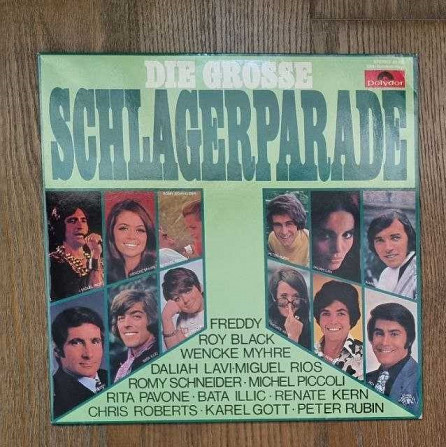 DIE GROSSE
SCHLAGERPARADE
Polydor
FREDDY
ROY BLACK
WENCKE MYHRE
DALIAH LAVI·MIGUEL RIOS
ROMY SCHNEIDER · MICHEL PICCOLI
RITA PAVONE · BATA ILLIC · RENATE KERN
CHRIS ROBERTS · KAREL GOTT · PETER RUBIN